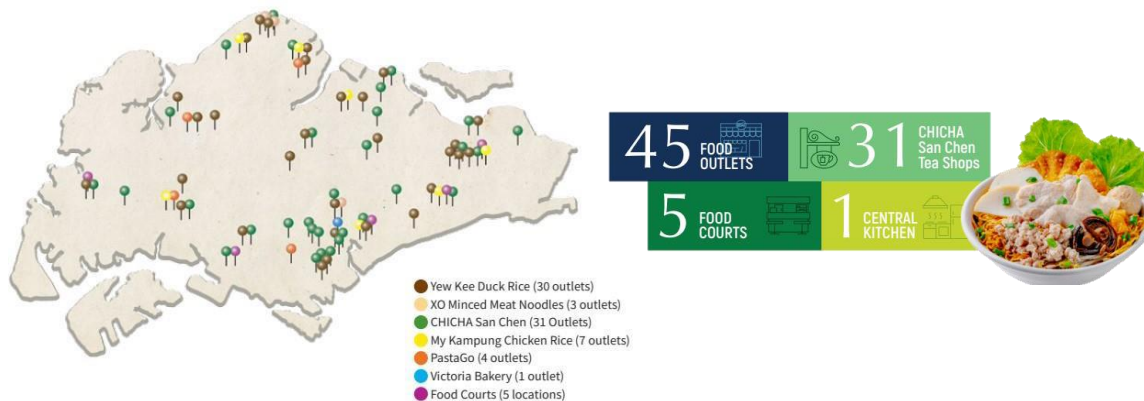 45 FOOD
OUTLETS
31 CHICHA
San Chen
Tea Shops
5 FOOD
COURTS
1 CENTRAL
KITCHEN
Yew Kee Duck Rice (30 outlets)
XO Minced Meat Noodles (3 outlets)
CHICHA San Chen (31 Outlets)
My Kampung Chicken Rice (7 outlets)
PastaGo (4 outlets)
Victoria Bakery (1 outlet)
Food Courts (5 locations)